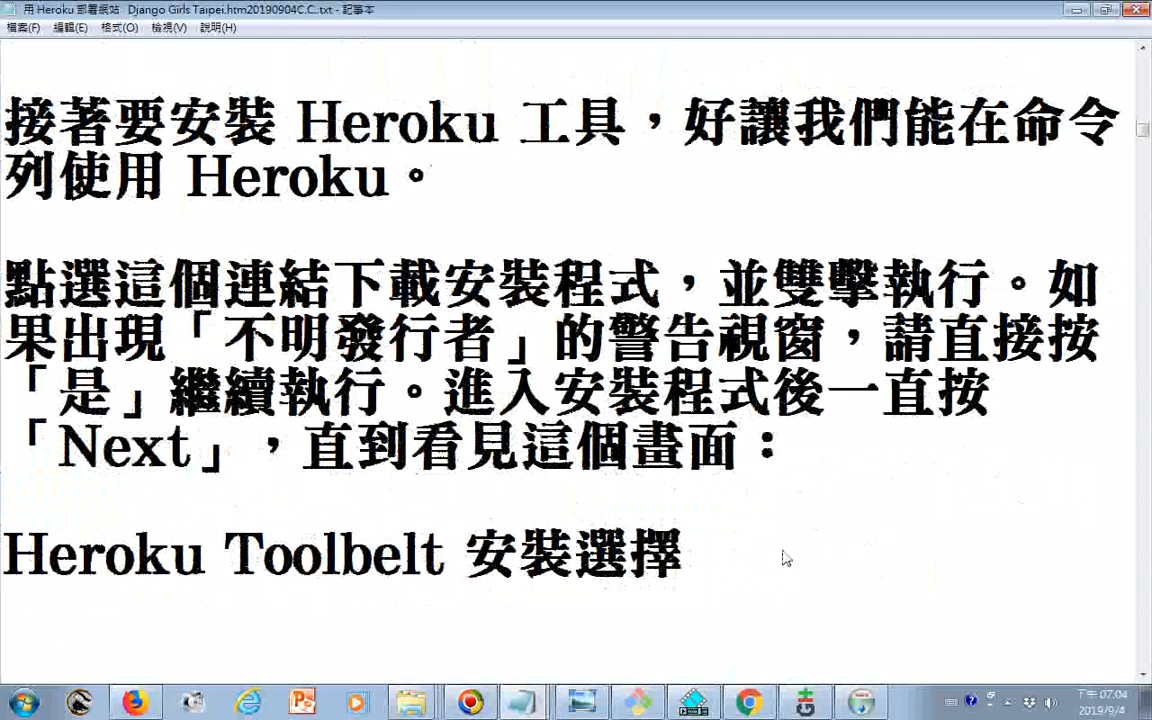 用 Heroku 部署網站 Django Girls Taipei.htm20190904C.C..txt - 記事本
檔案(F) 編輯(E) 格式(O) 檢視(V) 說明(H)
接著要安裝 Heroku 工具，好讓我們能在命令
列使用 Heroku。
點選這個連結下載安裝程式，並雙擊執行。如
果出現「不明發行者」的警告視窗，請直接按
「是」繼續執行。進入安裝程式後一直按
「Next」，直到看見這個畫面：
Heroku Toolbelt 安裝選擇
下午 07:04
2019/9/4